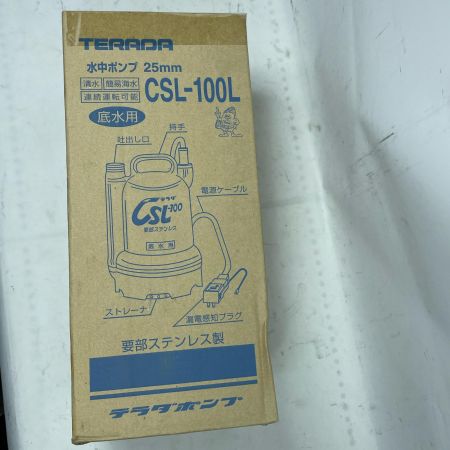 TERADA
水中ポンプ 25mm
清水 簡易海水
連続運転可能 CSL-100L
底水用
吐出し口
持手
電源ケーブル
テラダ
CSL-100
要部ステンレス
底水用
ストレーナ
漏電感知プラグ
要部ステンレス製
テラダポンプ